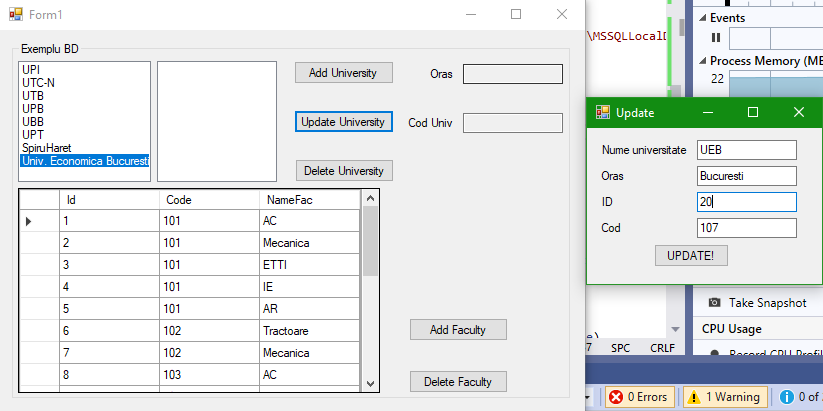 Form1
Exemplu BD
UPI
UTC-N
UTB
UPB
UBB
UPT
SpiruHaret
Univ. Economica Bucuresti
Add University
Update University
Delete University
Oras
Cod Univ
Id Code NameFac
1 101 AC
2 101 Mecanica
3 101 ETTI
4 101 IE
5 101 AR
6 102 Tractoare
7 102 Mecanica
8 103 AC
Add Faculty
Delete Faculty
\MSSQLLocalD
Events
Process Memory (ME
22
Update
Nume universitate UEB
Oras Bucuresti
ID 20
Cod 107
UPDATE!
Take Snapshot
CPU Usage
Record CPU Profil
SPC CRLF
0 Errors
1 Warning
0 of